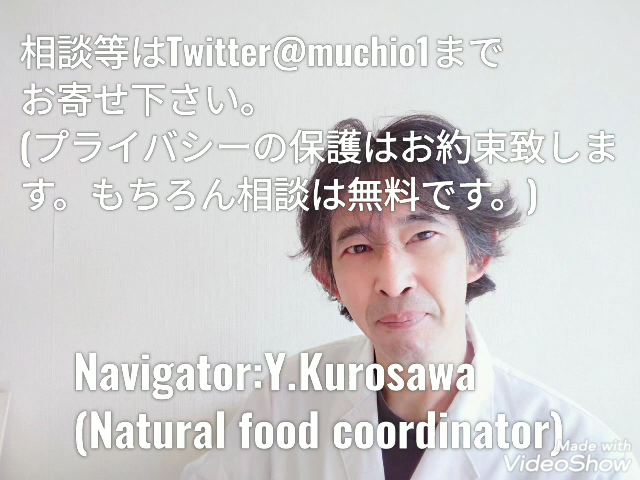 相談等はTwitter@muchio1まで
お寄せ下さい。
(プライバシーの保護はお約束致しま
す。もちろん相談は無料です。)
Navigator:Y.Kurosawa
(Natural food coordinator)
Made with
VideoShow